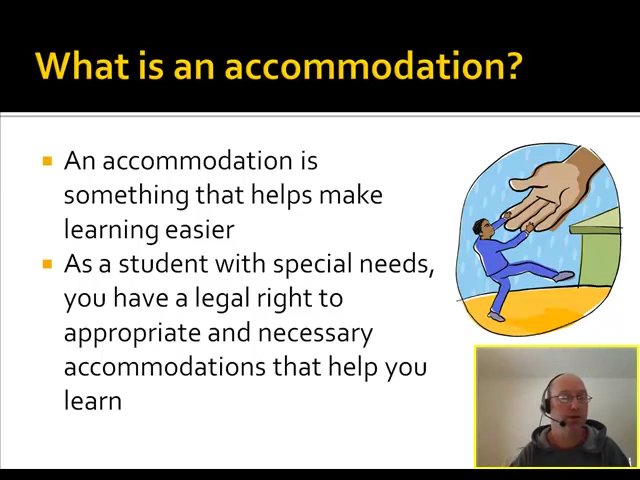 What is an accommodation?
An accommodation is
something that helps make
learning easier
As a student with special needs,
you have a legal right to
appropriate and necessary
accommodations that help you
learn